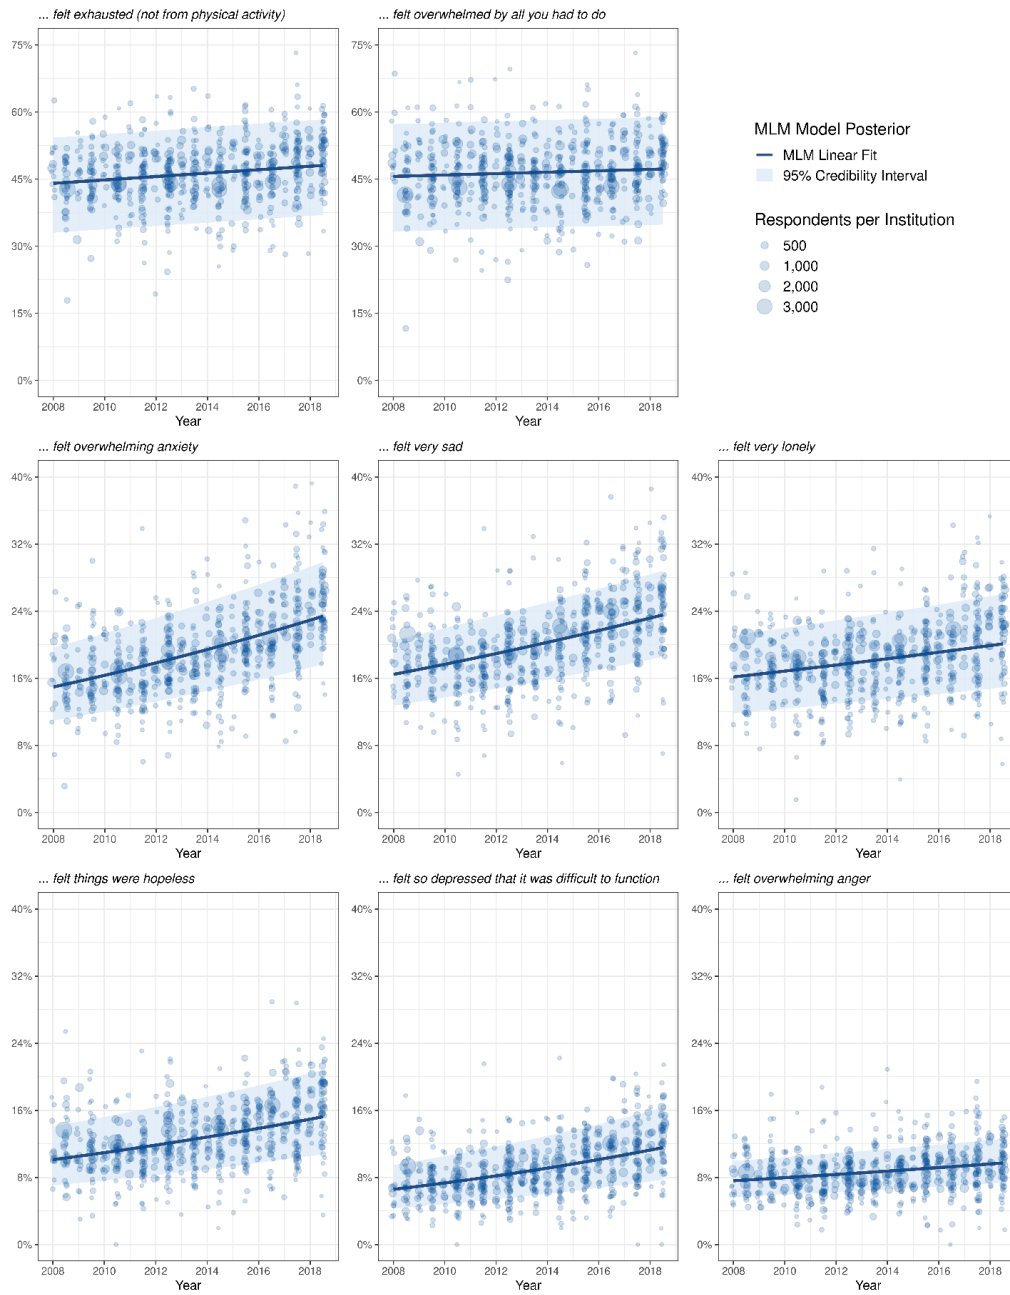 ... felt exhausted (not from physical activity)
... felt overwhelmed by all you had to do
75%
60%
45%
30%
15%
0%
2008 2010 2012 2014 2016 2018
Year
75%
60%
45%
30%
15%
0%
2008 2010 2012 2014 2016 2018
Year
MLM Model Posterior
MLM Linear Fit
95% Credibility Interval
Respondents per Institution
500
1,000
2,000
3,000
... felt overwhelming anxiety
... felt very sad
... felt very lonely
40%
32%
24%
16%
8%
0%
2008 2010 2012 2014 2016 2018
Year
40%
32%
24%
16%
8%
0%
2008 2010 2012 2014 2016 2018
Year
40%
32%
24%
16%
8%
0%
2008 2010 2012 2014 2016 2018
Year
... felt things were hopeless
... felt so depressed that it was difficult to function
... felt overwhelming anger
40%
32%
24%
16%
8%
0%
2008 2010 2012 2014 2016 2018
Year
40%
32%
24%
16%
8%
0%
2008 2010 2012 2014 2016 2018
Year
40%
32%
24%
16%
8%
0%
2008 2010 2012 2014 2016 2018
Year